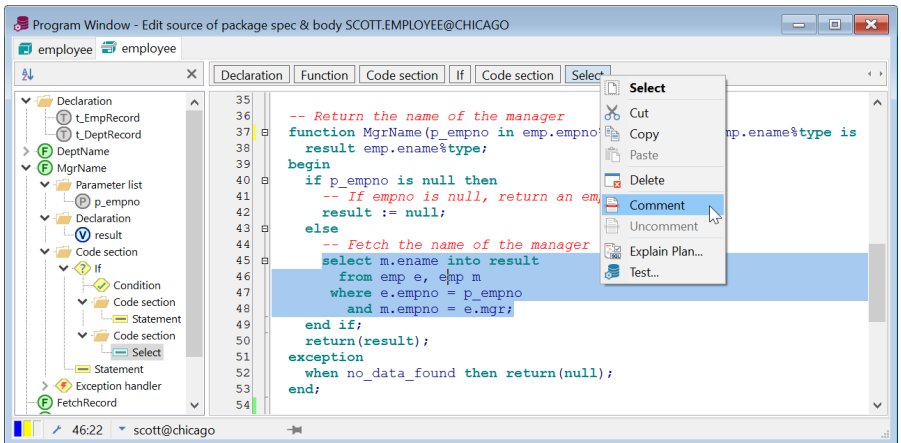 Program Window - Edit source of package spec & body SCOTT.EMPLOYEE@CHICAGO
employee employee
Declaration Function Code section If Code section Select
Declaration
t_EmpRecord
t_DeptRecord
DeptName
MgrName
Parameter list
p_empno
Declaration
result
Code section
If
Condition
Code section
Statement
Code section
Select
Statement
Exception handler
FetchRecord
35
36 -- Return the name of the manager
37 function MgrName(p_empno in emp.empno mp.ename%type is
38 result emp.ename%type;
39 begin
40 if p_empno is null then
41 -- If empno is null, return an em
42 result := null;
43 else
44 -- Fetch the name of the manager
45 select m.ename into result
46 from emp e, emp m
47 where e.empno = p_empno
48 and m.empno = e.mgr;
49 end if;
50 return(result);
51 exception
52 when no_data_found then return(null);
53 end;
54
Select
Cut
Copy
Paste
Delete
Comment
Uncomment
Explain Plan...
Test...
46:22 scott@chicago